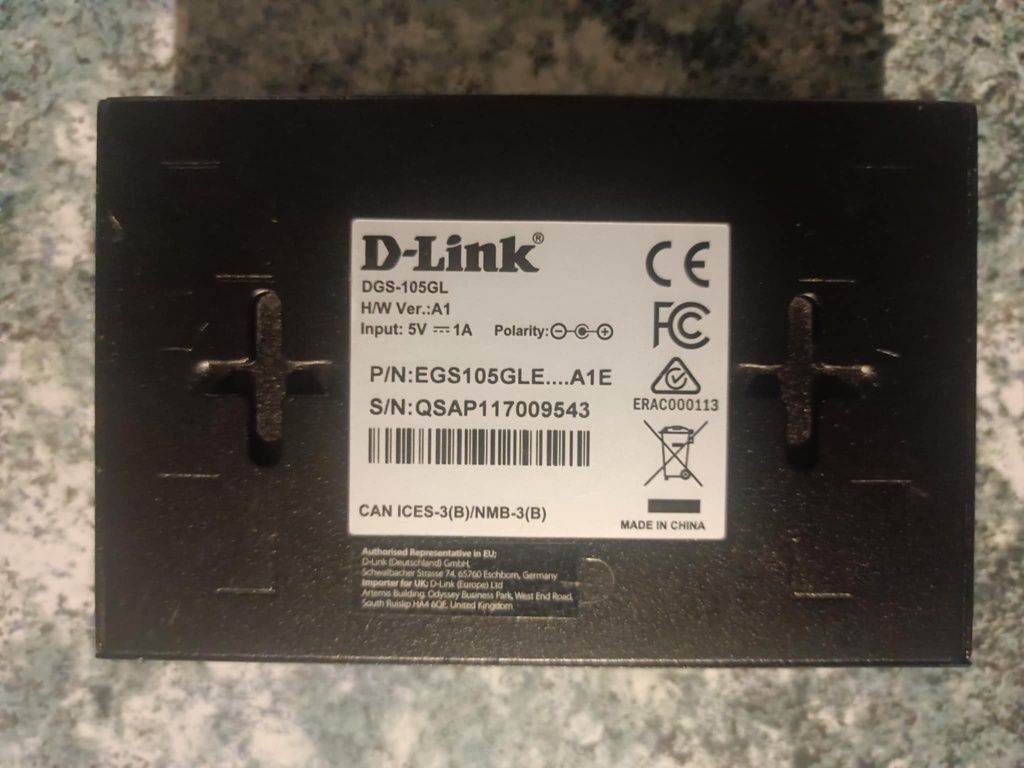 D-Link®
DGS-105GL
H/W Ver.:A1
Input: 5V ⎓ 1A Polarity:
P/N:EGS105GLE....A1E
S/N:QSAP117009543
CAN ICES-3(B)/NMB-3(B)
CE
FC
ERAC000113
MADE IN CHINA
Authorised Representative in EU;
D-Link (Deutschland) GmbH,
Schwalbacher Strasse 74, 65760 Eschborn, Germany
Importer for UK; D-Link (Europe) Ltd
Artemis Building, Odyssey Business Park, West End Road,
South Ruislip HA4 6QE, United Kingdom